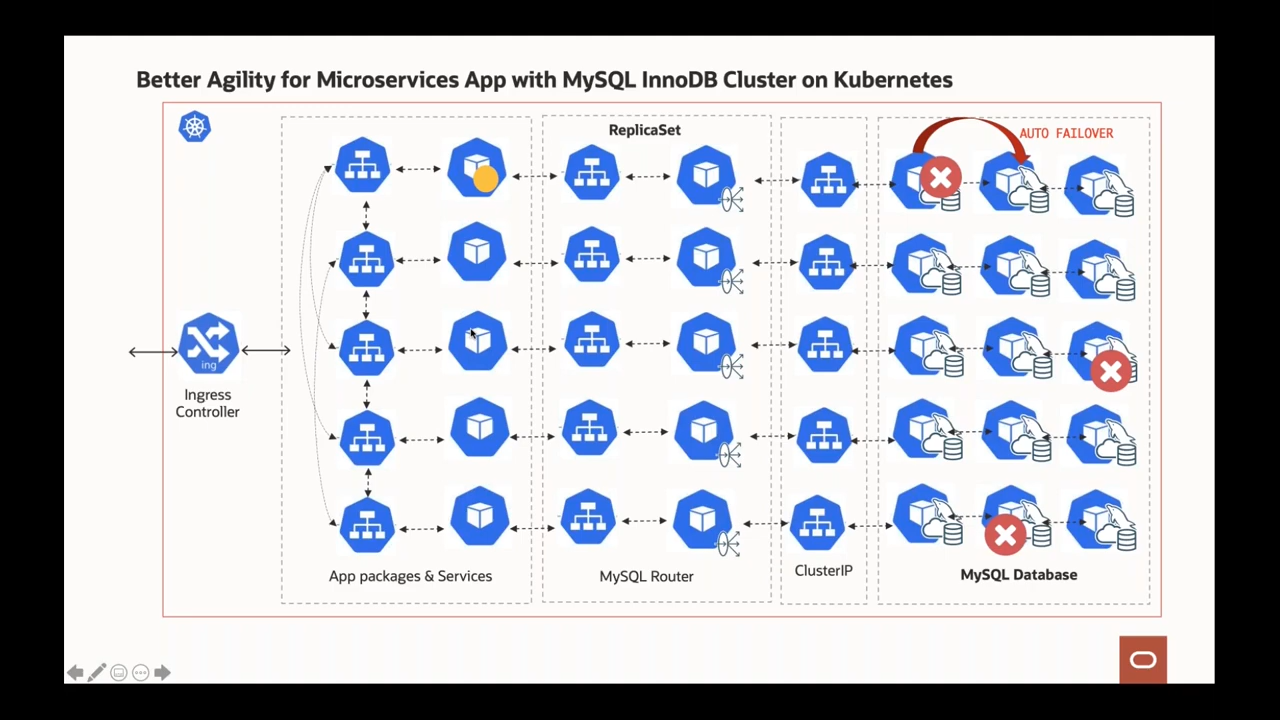 Better Agility for Microservices App with MySQL InnoDB Cluster on Kubernetes
ReplicaSet
AUTO FAILOVER
ing
Ingress
Controller
App packages & Services
MySQL Router
ClusterIP
MySQL Database